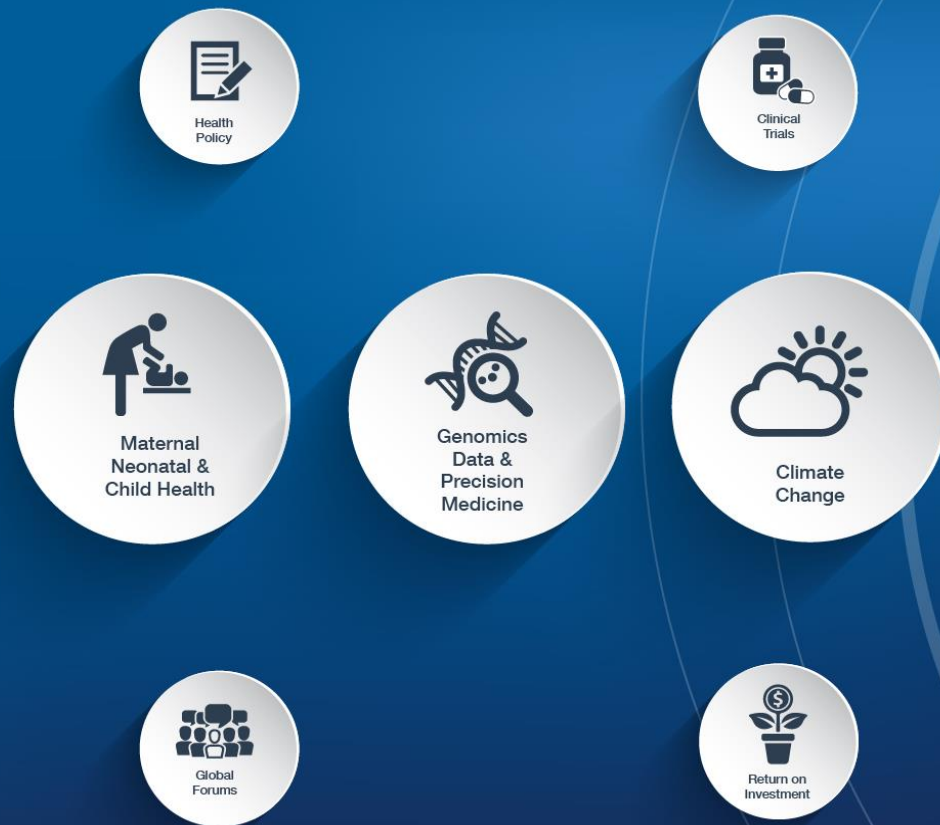 Health
Policy
Clinical
Trials
Maternal
Neonatal &
Child Health
Genomics
Data &
Precision
Medicine
Climate
Change
Global
Forums
Return on
Investment